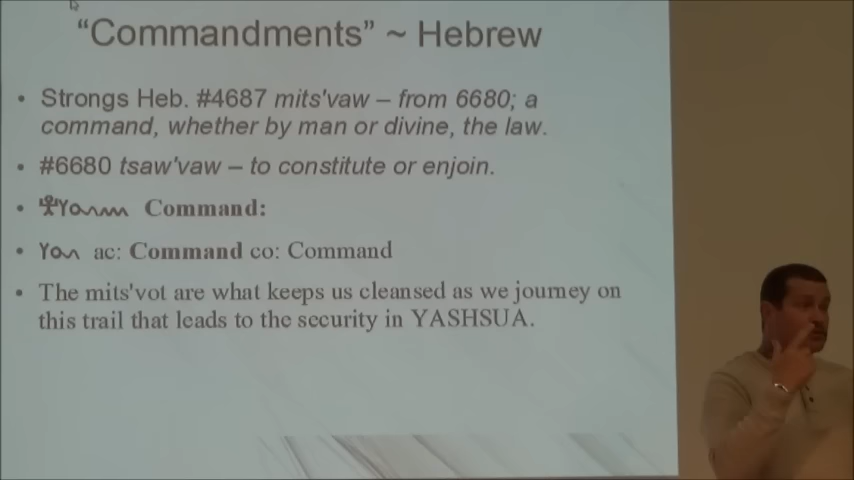 “Commandments” ~ Hebrew
• Strongs Heb. #4687 mits'vaw – from 6680; a
command, whether by man or divine, the law.
• #6680 tsaw'vaw – to constitute or enjoin.
• Command:
• ac: Command co: Command
• The mits'vot are what keeps us cleansed as we journey on
this trail that leads to the security in YASHSUA.